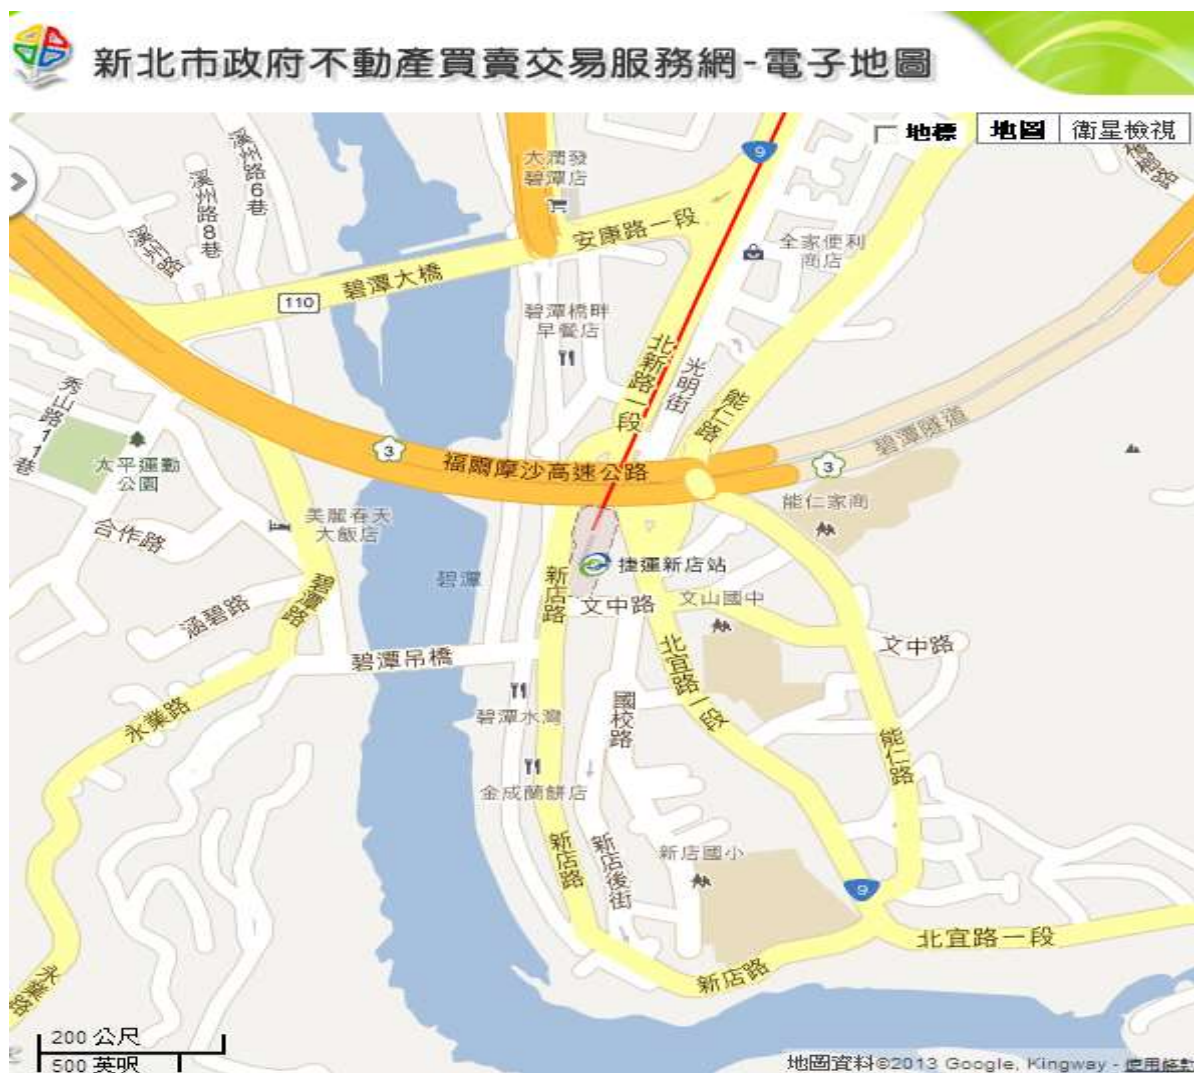 新北市政府不動產買賣交易服務網-電子地圖
地標
地圖
衛星檢視
溪州路6巷
溪州路8巷
溪州路
大潤發
碧潭店
9
安康路一段
全家便利
商店
碧潭大橋
110
碧潭橋畔
早餐店
北新路一段
光明街
能仁路
秀山路11巷
太平運動
公園
3
福爾摩沙高速公路
碧潭隧道
3
能仁家商
合作路
美麗春天
大飯店
碧潭
新店路
捷運新店站
文中路
文山國中
碧潭路
涵碧路
碧潭吊橋
北宜路一段
文中路
永業路
碧潭水灣
國校路
能仁路
金成蘭餅店
新店路
新店後街
新店國小
9
北宜路一段
新店路
永業路
200 公尺
500 英呎
地圖資料©2013 Google, Kingway - 使用條款